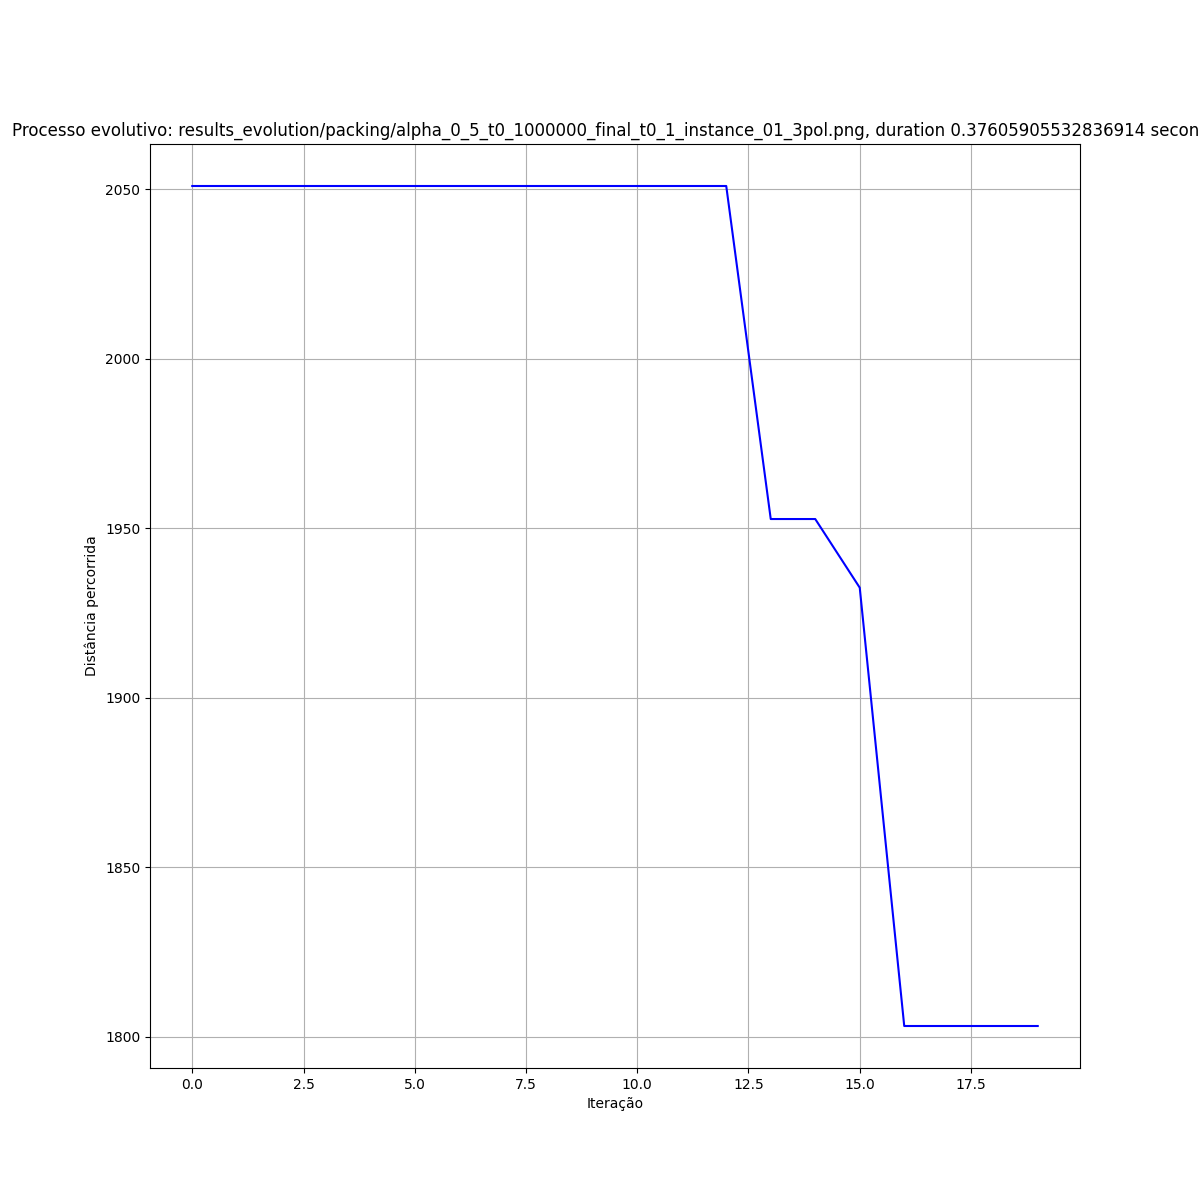 Processo evolutivo: results_evolution/packing/alpha_0_5_t0_1000000_final_t0_1_instance_01_3pol.png, duration 0.37605905532836914 secon
2050
2000
1950
1900
1850
1800
Distância percorrida
0.0 2.5 5.0 7.5 10.0 12.5 15.0 17.5
Iteração